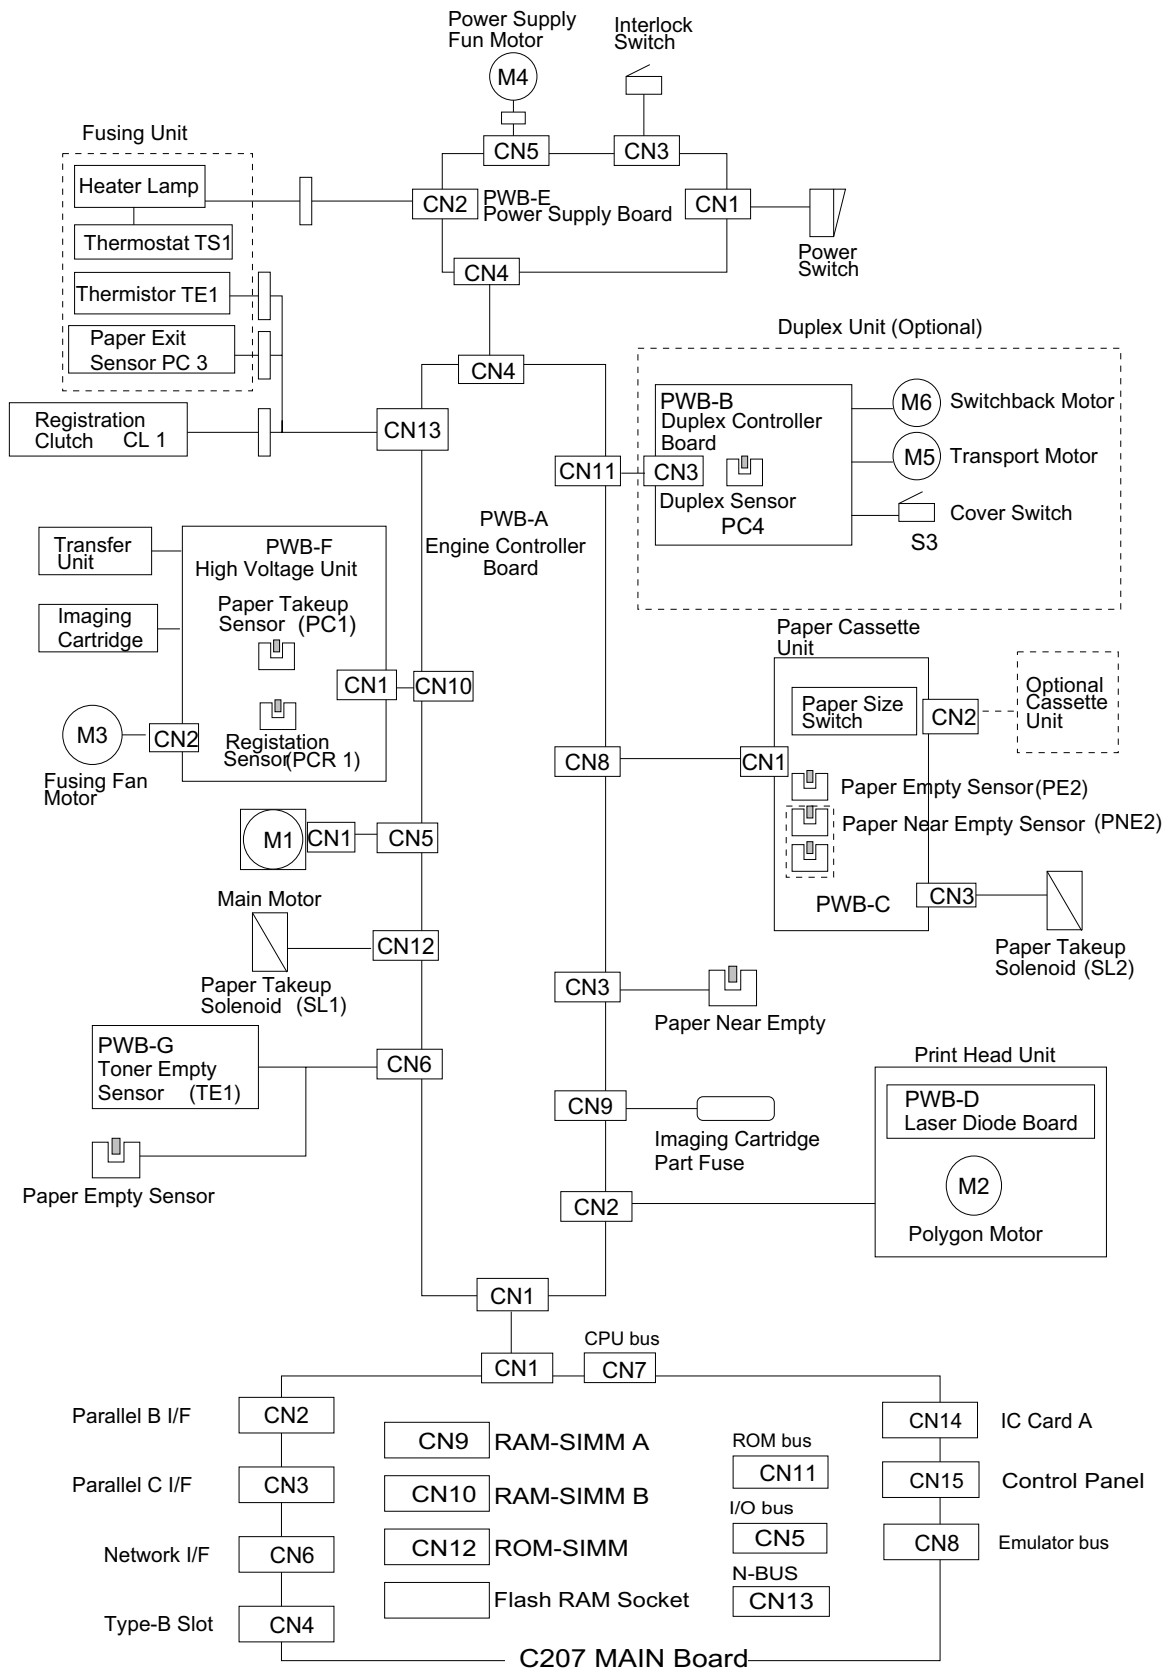 Power Supply
Fun Motor
M4
Interlock
Switch
CN5
CN3
Fusing Unit
Heater Lamp
Thermostat TS1
Thermistor TE1
Paper Exit
Sensor PC 3
Registration
Clutch CL 1
CN2
PWB-E
Power Supply Board
CN1
Power
Switch
CN4
CN4
CN13
Duplex Unit (Optional)
PWB-B
Duplex Controller
Board
CN11
CN3
Duplex Sensor
PC4
M6
Switchback Motor
M5
Transport Motor
Cover Switch
S3
PWB-A
Engine Controller
Board
Transfer
Unit
Imaging
Cartridge
PWB-F
High Voltage Unit
Paper Takeup
Sensor (PC1)
CN1
CN10
M3
CN2
Registation
Sensor(PCR 1)
Fusing Fan
Motor
Paper Cassette
Unit
Paper Size
Switch
CN2
Optional
Cassette
Unit
CN8
CN1
Paper Empty Sensor(PE2)
Paper Near Empty Sensor (PNE2)
PWB-C
CN3
Paper Takeup
Solenoid (SL2)
M1
CN1
CN5
Main Motor
CN12
Paper Takeup
Solenoid (SL1)
CN3
Paper Near Empty
PWB-G
Toner Empty
Sensor (TE1)
CN6
Paper Empty Sensor
CN9
Imaging Cartridge
Part Fuse
Print Head Unit
PWB-D
Laser Diode Board
M2
Polygon Motor
CN2
CN1
CPU bus
CN1
CN7
Parallel B I/F
CN2
Parallel C I/F
CN3
Network I/F
CN6
Type-B Slot
CN4
CN9
RAM-SIMM A
CN10
RAM-SIMM B
CN12
ROM-SIMM
Flash RAM Socket
ROM bus
CN11
I/O bus
CN5
N-BUS
CN13
CN14
IC Card A
CN15
Control Panel
CN8
Emulator bus
C207 MAIN Board